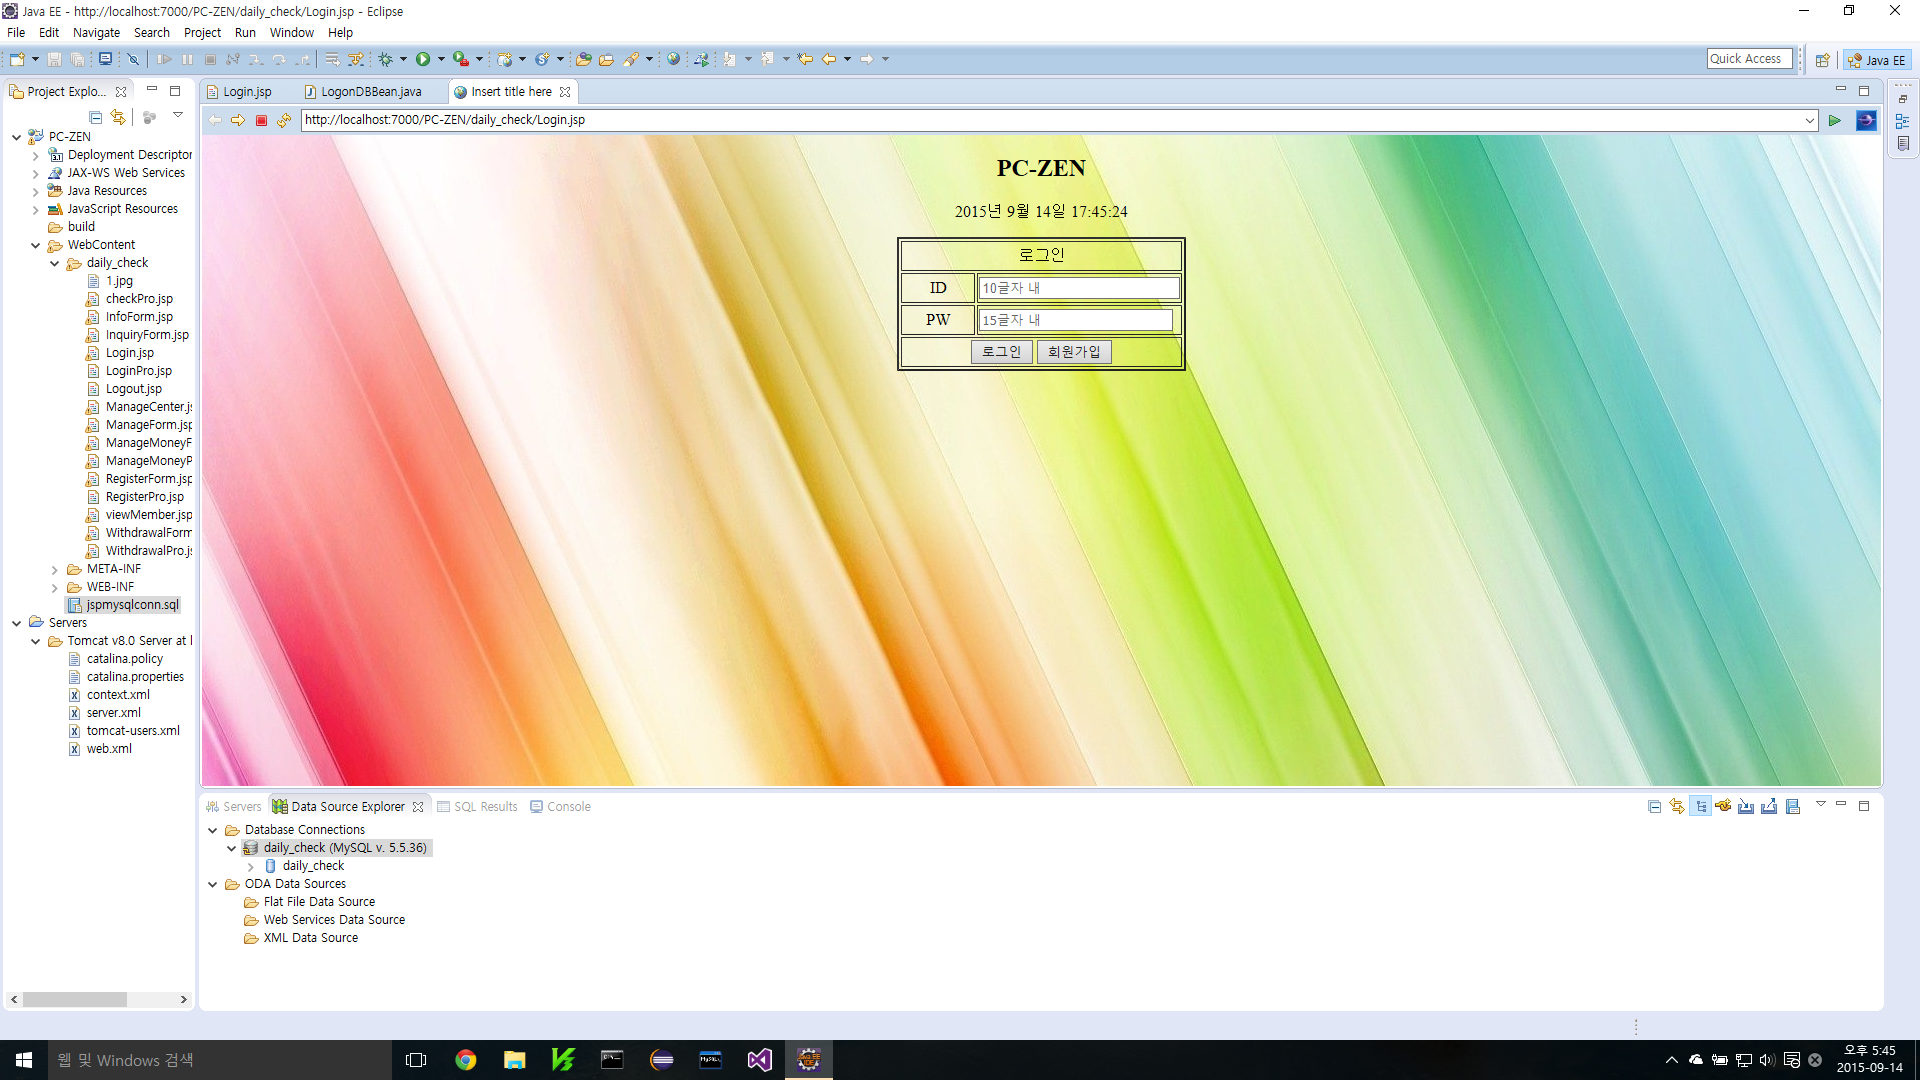 Java EE - http://localhost:7000/PC-ZEN/daily_check/Login.jsp - Eclipse
File Edit Navigate Search Project Run Window Help
Quick Access
Java EE
Project Explo...
Login.jsp
LogonDBBean.java
Insert title here
http://localhost:7000/PC-ZEN/daily_check/Login.jsp
PC-ZEN
Deployment Descriptor
JAX-WS Web Services
Java Resources
JavaScript Resources
build
WebContent
daily_check
1.jpg
checkPro.jsp
InfoForm.jsp
InquiryForm.jsp
Login.jsp
LoginPro.jsp
Logout.jsp
ManageCenter.js
ManageForm.jsp
ManageMoneyF
ManageMoneyP
RegisterForm.jsp
RegisterPro.jsp
viewMember.jsp
WithdrawalForm
WithdrawalPro.js
META-INF
WEB-INF
jspmysqlconn.sql
Servers
Tomcat v8.0 Server at l
catalina.policy
catalina.properties
context.xml
server.xml
tomcat-users.xml
web.xml
PC-ZEN
2015년 9월 14일 17:45:24
로그인
ID 10글자 내
PW 15글자 내
로그인 회원가입
Servers
Data Source Explorer
SQL Results
Console
Database Connections
daily_check (MySQL v. 5.5.36)
daily_check
ODA Data Sources
Flat File Data Source
Web Services Data Source
XML Data Source
웹 및 Windows 검색
오후 5:45
2015-09-14